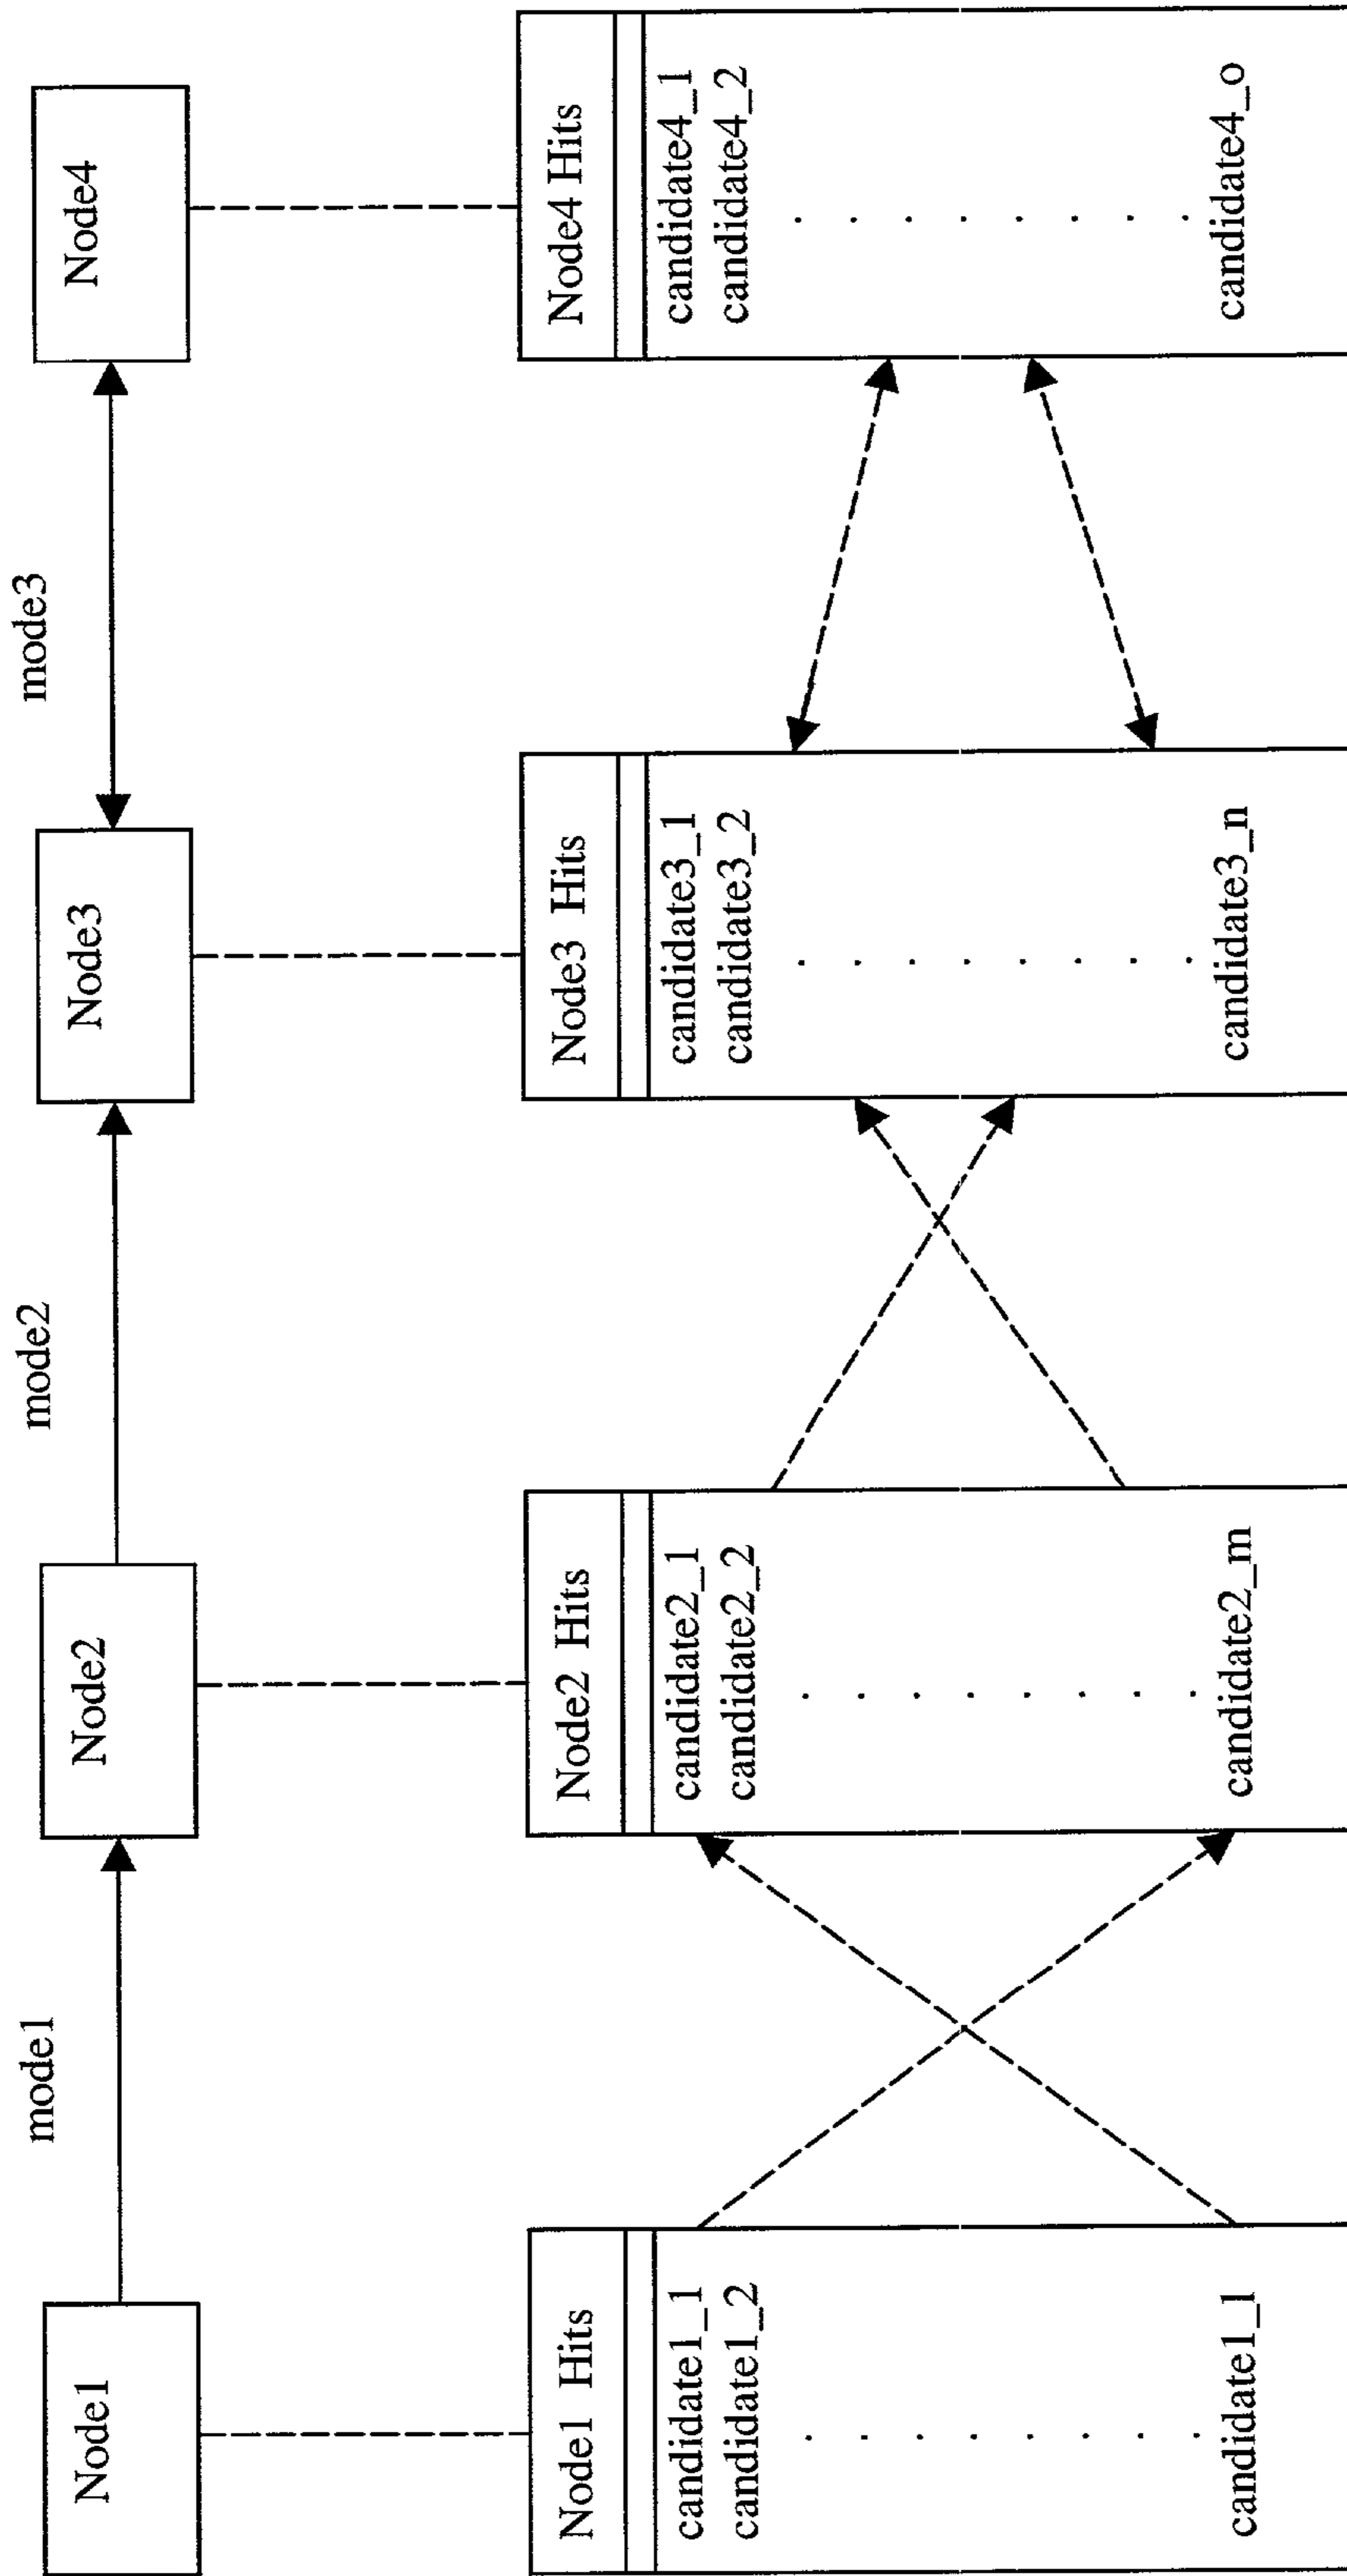 mode1
mode2
mode3
Node1
Node2
Node3
Node4
Node1 Hits
candidate1_1
candidate1_2
candidate1_l
Node2 Hits
candidate2_1
candidate2_2
candidate2_m
Node3 Hits
candidate3_1
candidate3_2
candidate3_n
Node4 Hits
candidate4_1
candidate4_2
candidate4_o